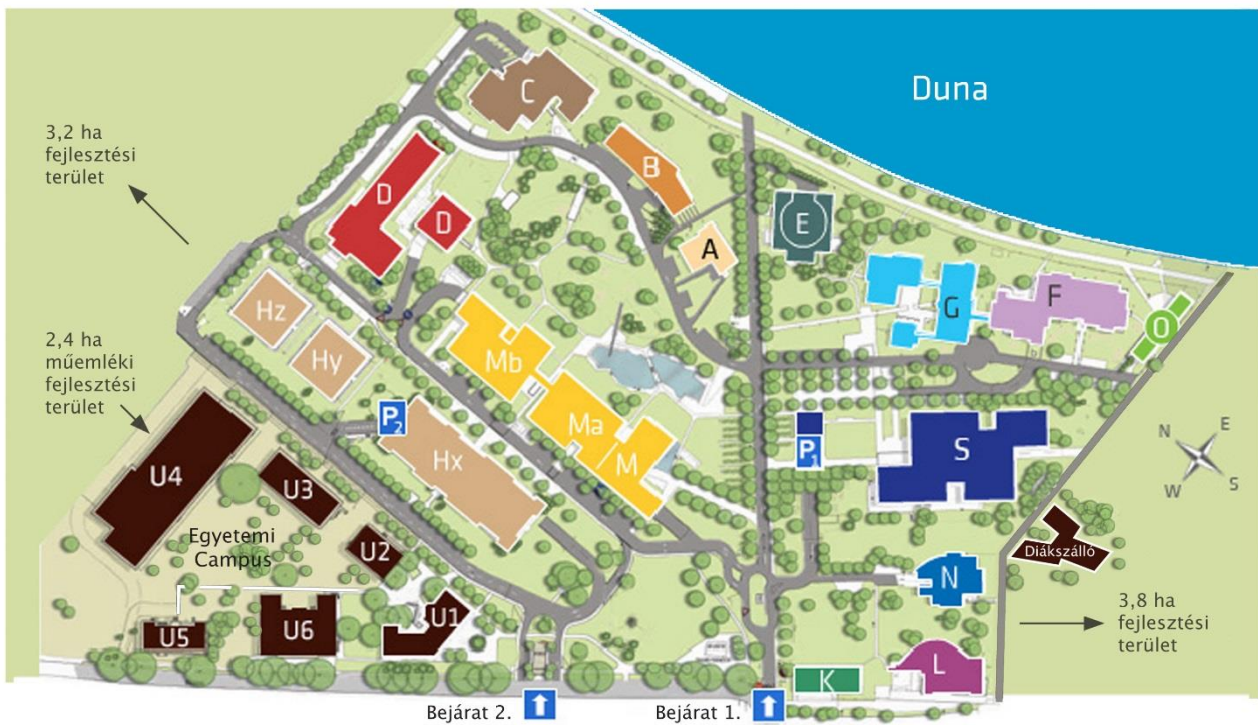 Duna
C
3,2 ha
fejlesztési
terület
B
D
D
E
A
G
F
Hz
O
2,4 ha
műemléki
fejlesztési
terület
Hy
Mb
U
Ma
P2
Hx
M
P1
S
N
E
W
S
U4
U3
Egyetemi
Campus
U2
Diákszálló
N
3,8 ha
fejlesztési
terület
U1
U5
U6
L
K
Bejárat 2.
Bejárat 1.